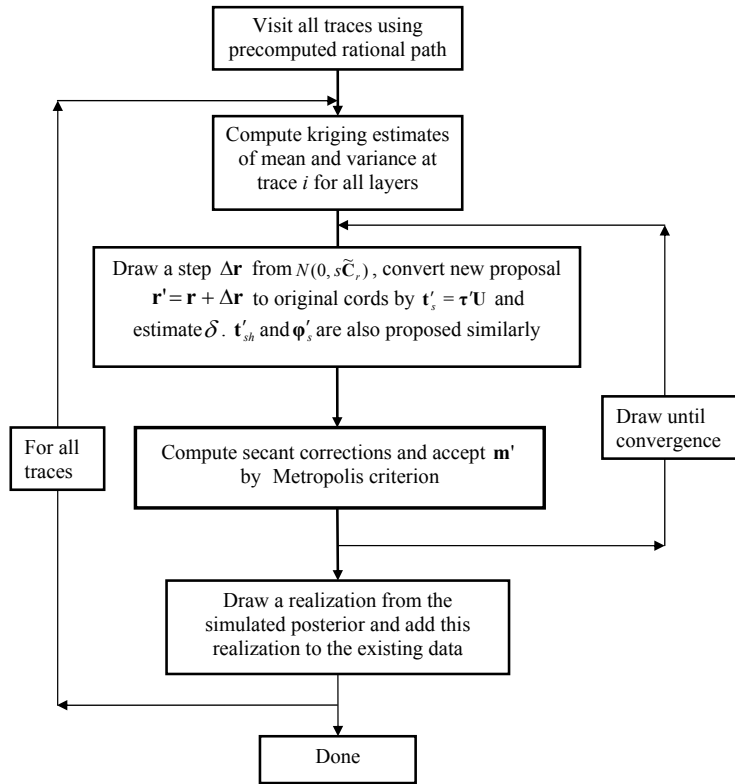 Visit all traces using
precomputed rational path
Compute kriging estimates
of mean and variance at
trace i for all layers
Draw a step Δr from N(0, sC̃ᵣ), convert new proposal
r' = r + Δr to original cords by t′ₛ = τ′U and
estimate δ. t′ₛₕ and φ′ₛ are also proposed similarly
For all
traces
Compute secant corrections and accept m'
by Metropolis criterion
Draw until
convergence
Draw a realization from the
simulated posterior and add this
realization to the existing data
Done